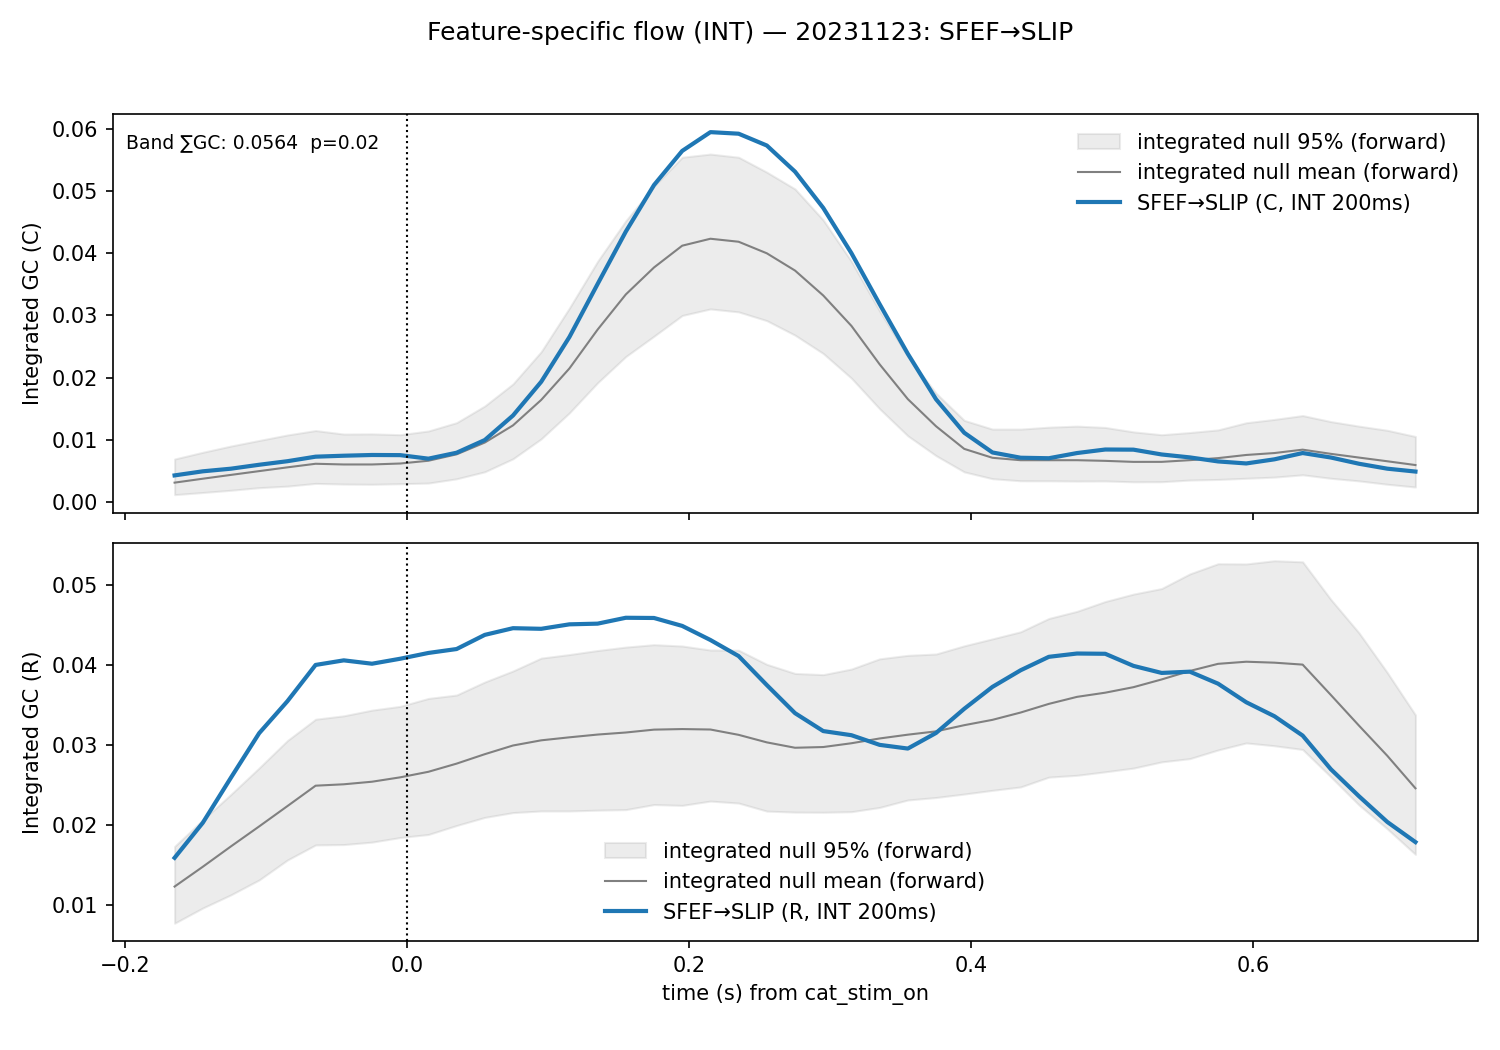 Feature-specific flow (INT) — 20231123: SFEF→SLIP
Band ∑GC: 0.0564  p=0.02
integrated null 95% (forward)
integrated null mean (forward)
SFEF→SLIP (C, INT 200ms)
Integrated GC (C)
0.06
0.05
0.04
0.03
0.02
0.01
0.00
Integrated GC (R)
0.05
0.04
0.03
0.02
0.01
integrated null 95% (forward)
integrated null mean (forward)
SFEF→SLIP (R, INT 200ms)
−0.2 0.0 0.2 0.4 0.6
time (s) from cat_stim_on